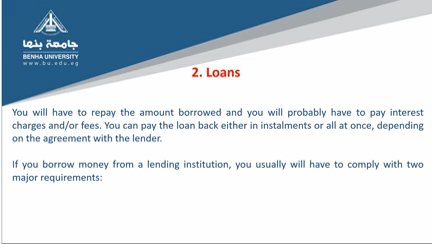 جامعة بنها
BENHA UNIVERSITY
www.bu.edu.eg
2. Loans
You will have to repay the amount borrowed and you will probably have to pay interest
charges and/or fees. You can pay the loan back either in instalments or all at once, depending
on the agreement with the lender.
If you borrow money from a lending institution, you usually will have to comply with two
major requirements: